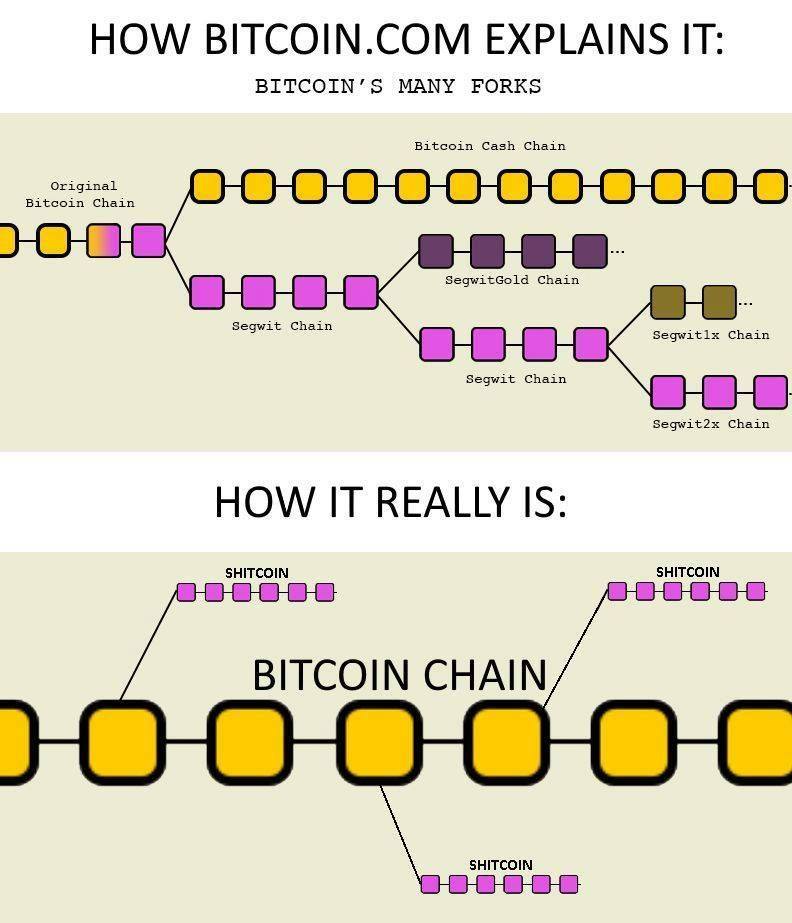 HOW BITCOIN.COM EXPLAINS IT:
BITCOIN'S MANY FORKS
Bitcoin Cash Chain
Original
Bitcoin Chain
SegwitGold Chain
Segwit Chain
Segwit1x Chain
Segwit Chain
Segwit2x Chain
HOW IT REALLY IS:
SHITCOIN
SHITCOIN
BITCOIN CHAIN
SHITCOIN